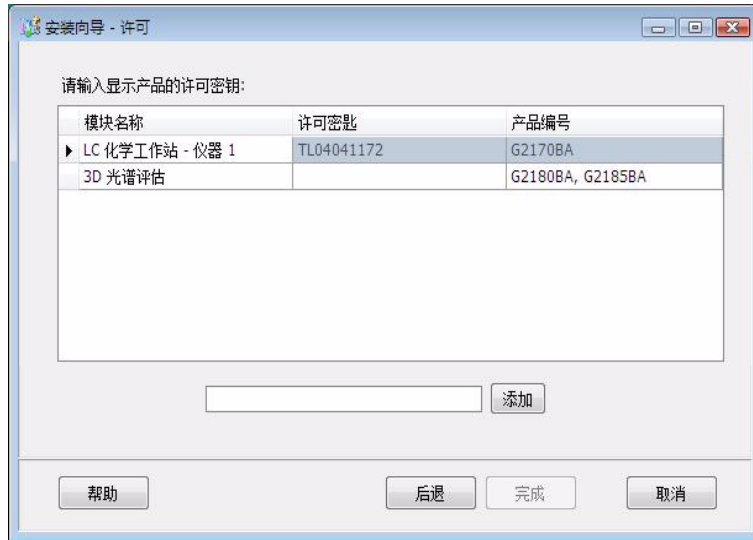 安装向导 - 许可
请输入显示产品的许可密钥:
模块名称 许可密匙 产品编号
LC 化学工作站 - 仪器 1 TL04041172 G2170BA
3D 光谱评估 G2180BA, G2185BA
添加
帮助 后退 完成 取消